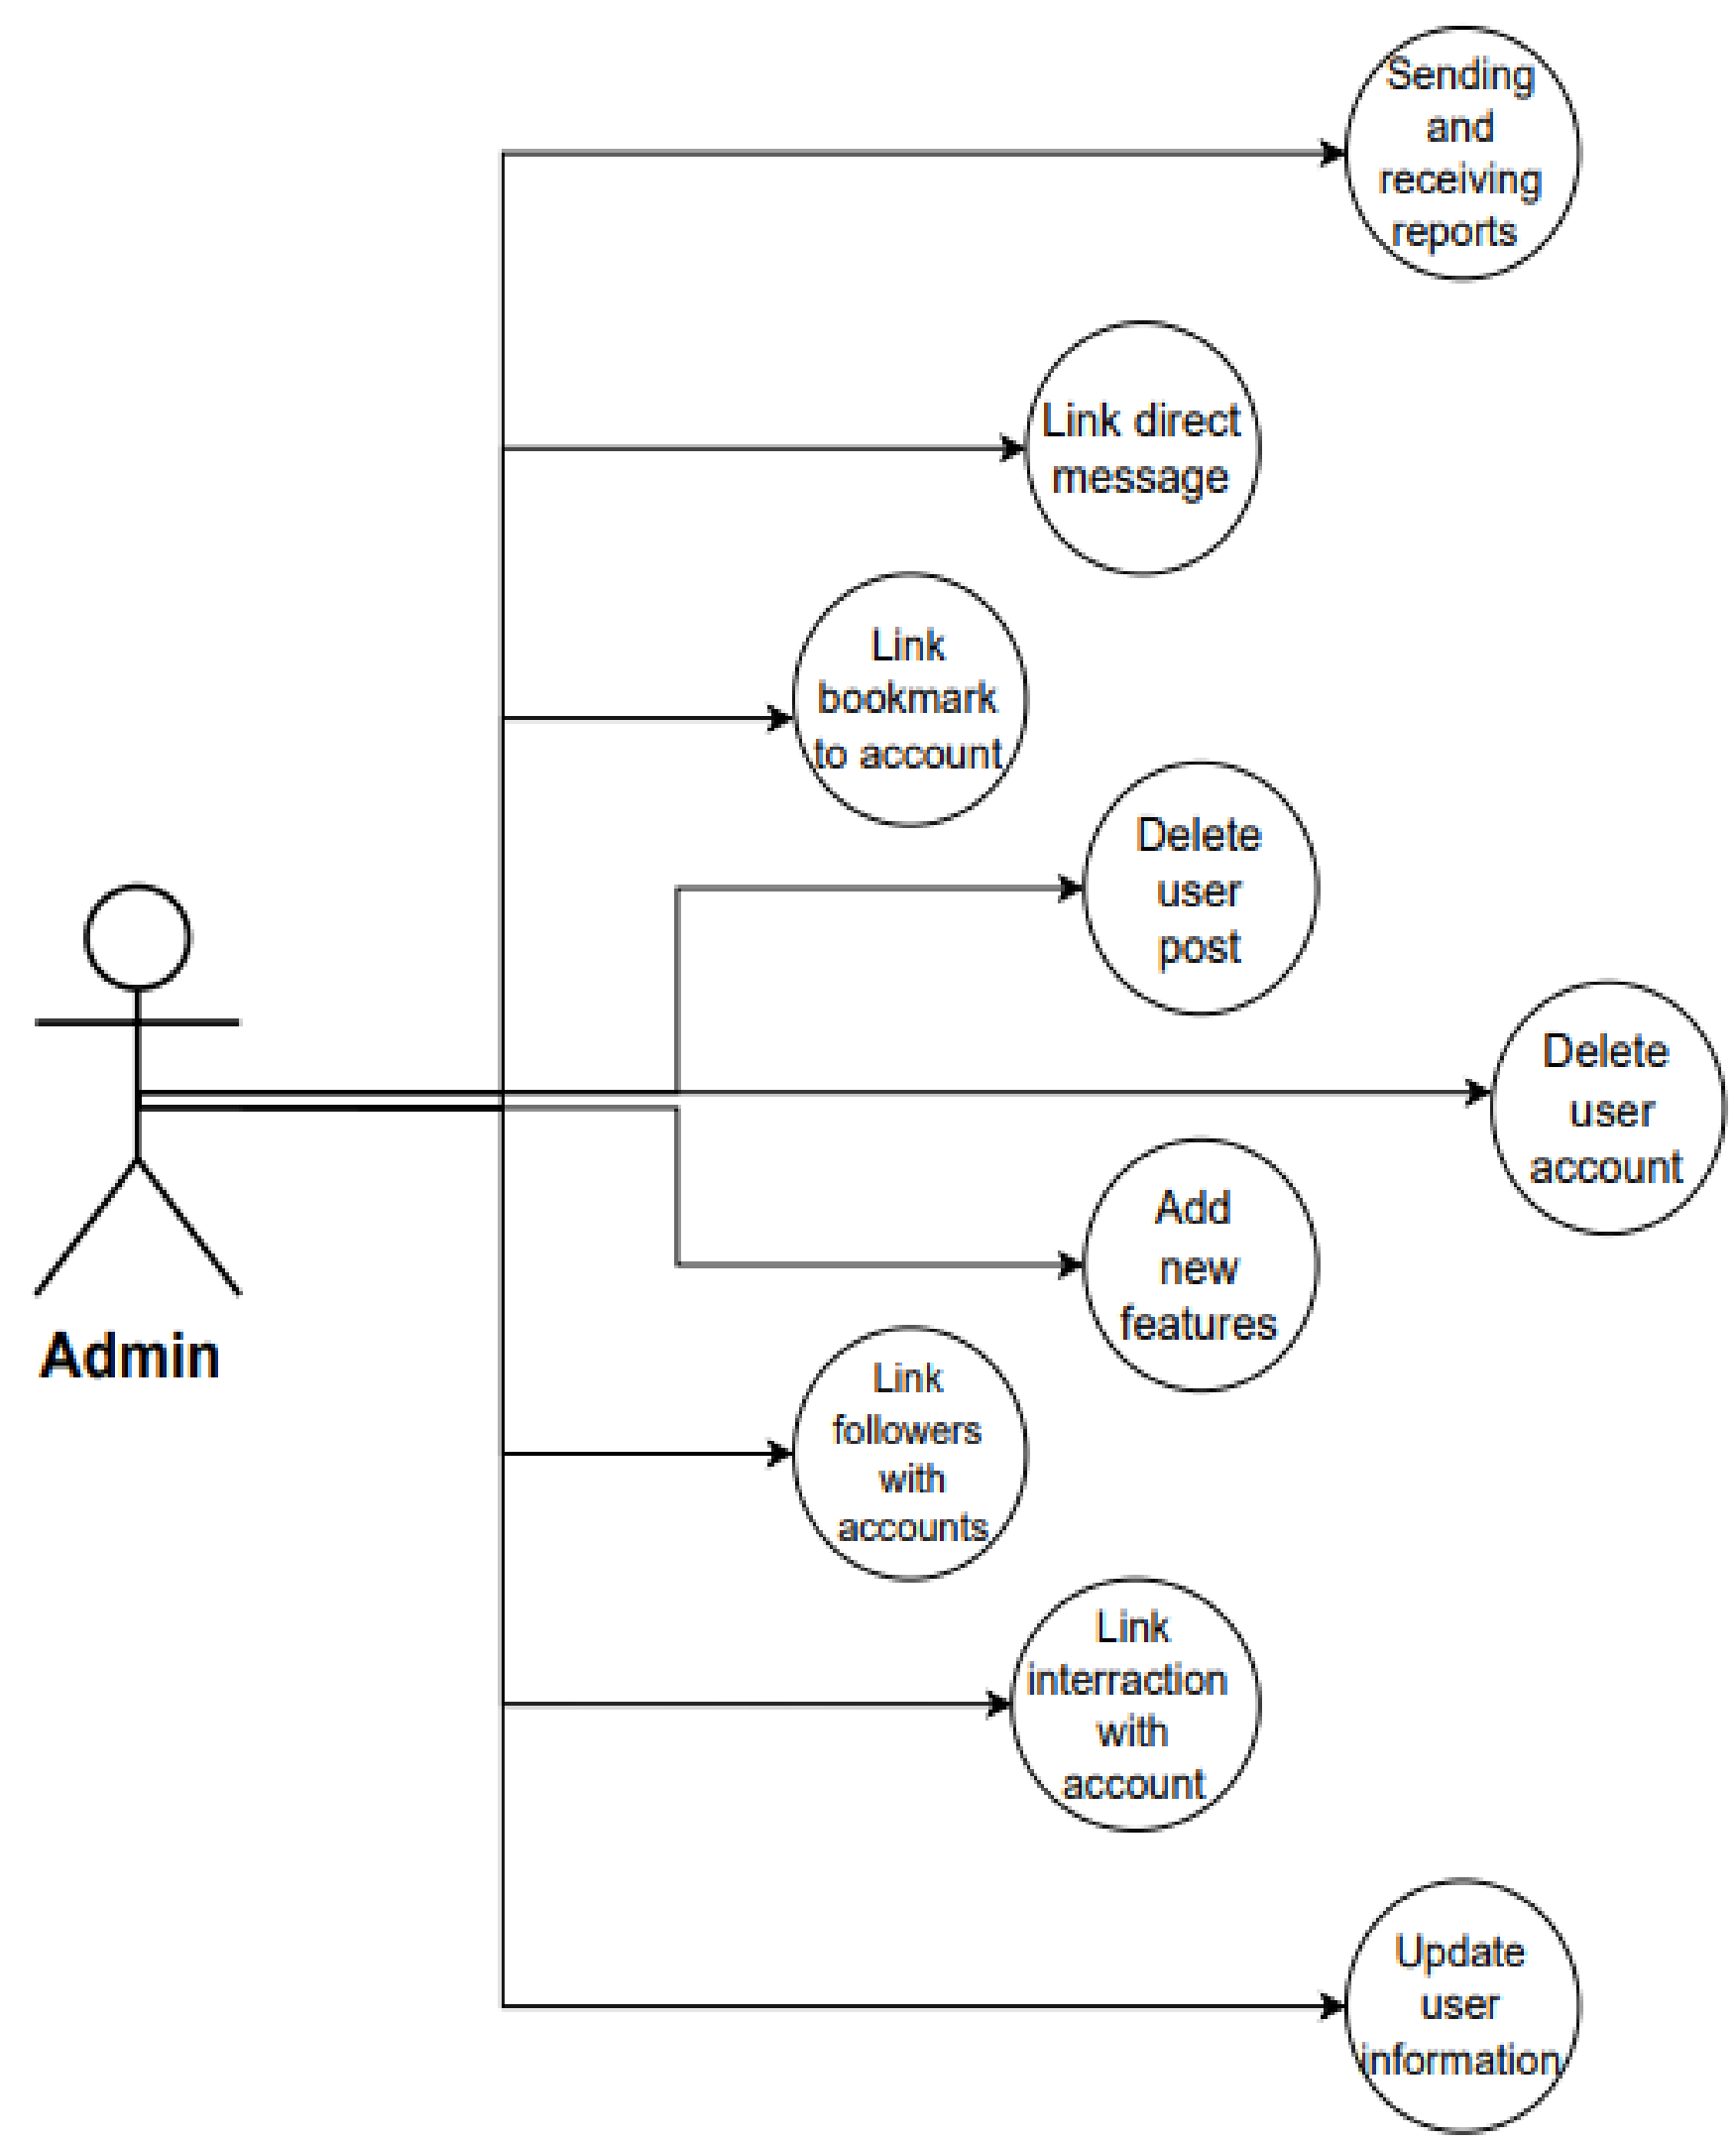 Sending
and
receiving
reports
Link direct
message
Link
bookmark
to account
Delete
user
post
Delete
user
account
Add
new
features
Admin
Link
followers
with
accounts
Link
interraction
with
account
Update
user
information